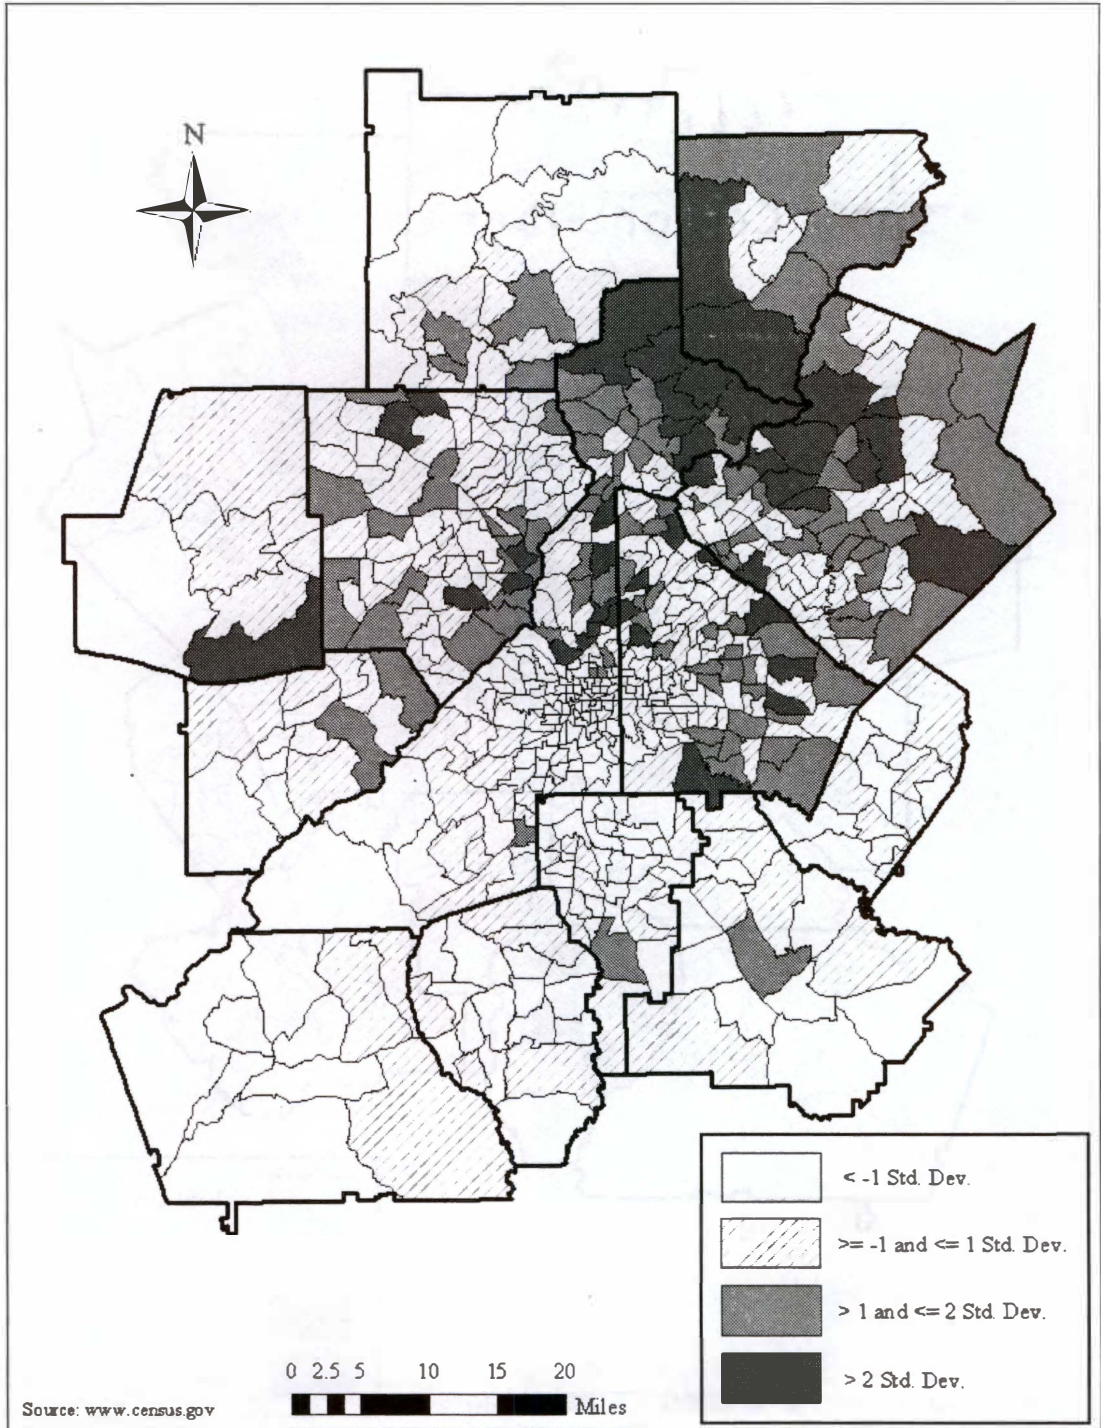 N
< -1 Std. Dev.
>= -1 and <= 1 Std. Dev.
> 1 and <= 2 Std. Dev.
> 2 Std. Dev.
0 2.5 5 10 15 20
Miles
Source: www.census.gov